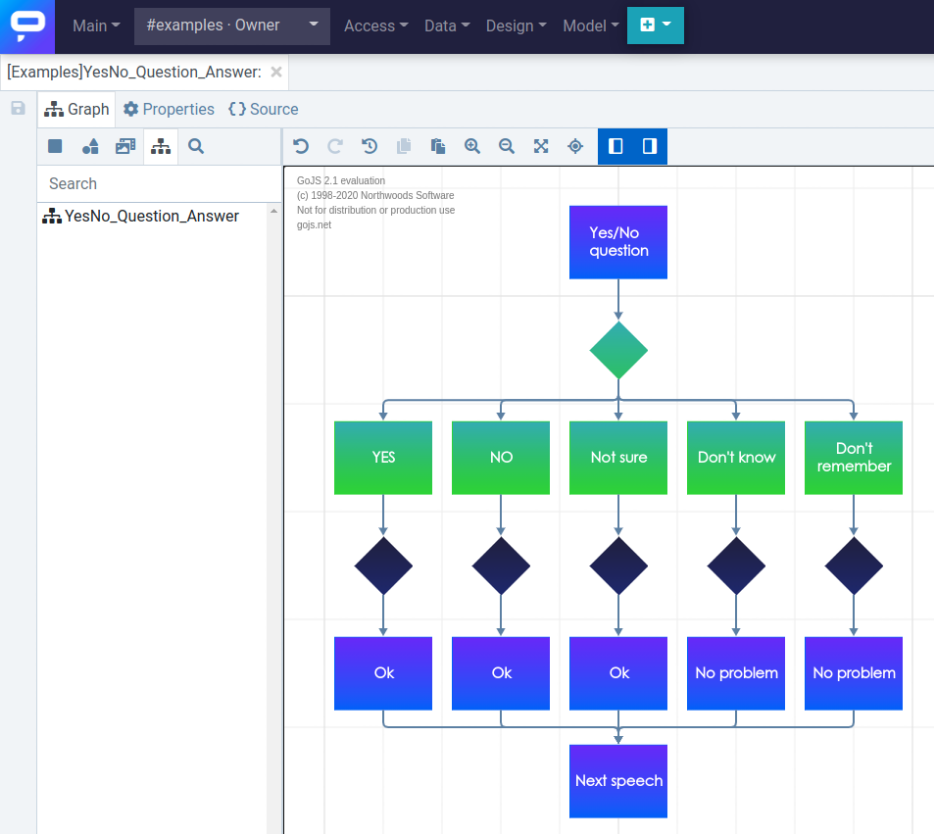 Main #examples · Owner Access Data Design Model
[Examples]YesNo_Question_Answer:
Graph Properties {} Source
Search
YesNo_Question_Answer
GoJS 2.1 evaluation
(c) 1998-2020 Northwoods Software
Not for distribution or production use
gojs.net
Yes/No
question
YES
NO
Not sure
Don't know
Don't
remember
Ok
Ok
Ok
No problem
No problem
Next speech